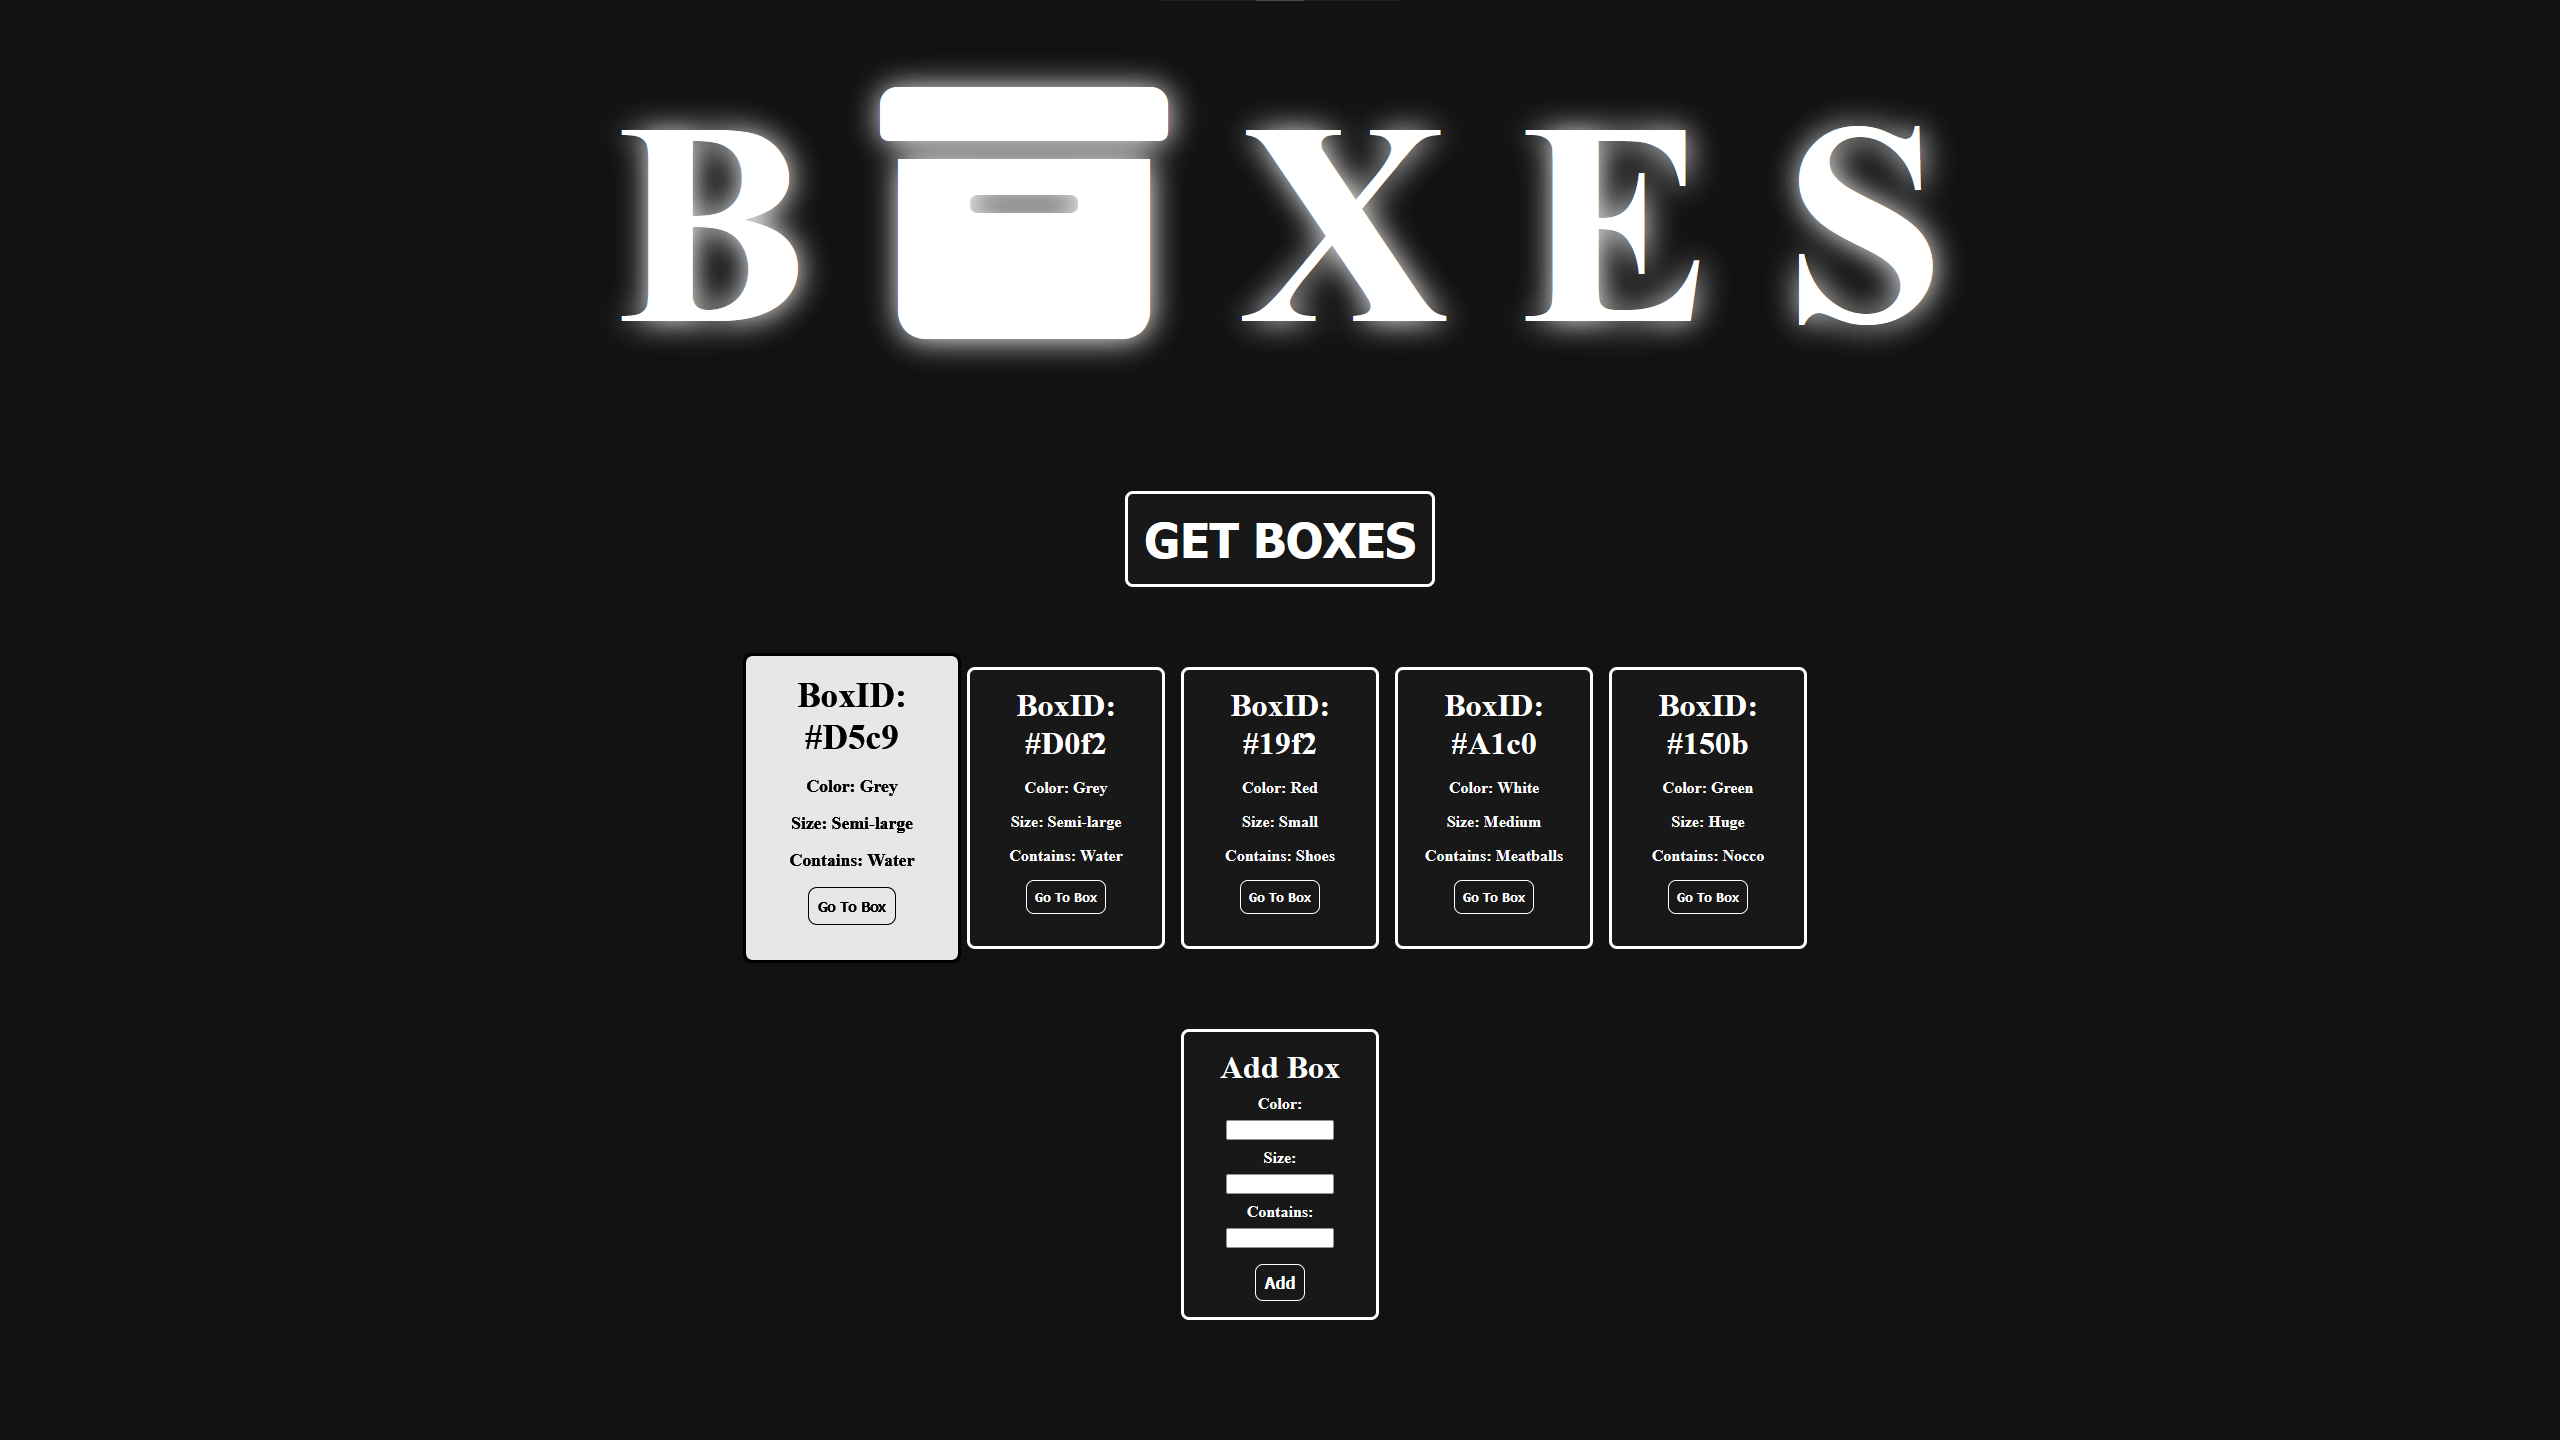 B XES
GET BOXES
BoxID:
#D5c9
Color: Grey
Size: Semi-large
Contains: Water
Go To Box
BoxID:
#D0f2
Color: Grey
Size: Semi-large
Contains: Water
Go To Box
BoxID:
#19f2
Color: Red
Size: Small
Contains: Shoes
Go To Box
BoxID:
#A1c0
Color: White
Size: Medium
Contains: Meatballs
Go To Box
BoxID:
#150b
Color: Green
Size: Huge
Contains: Nocco
Go To Box
Add Box
Color:
Size:
Contains:
Add